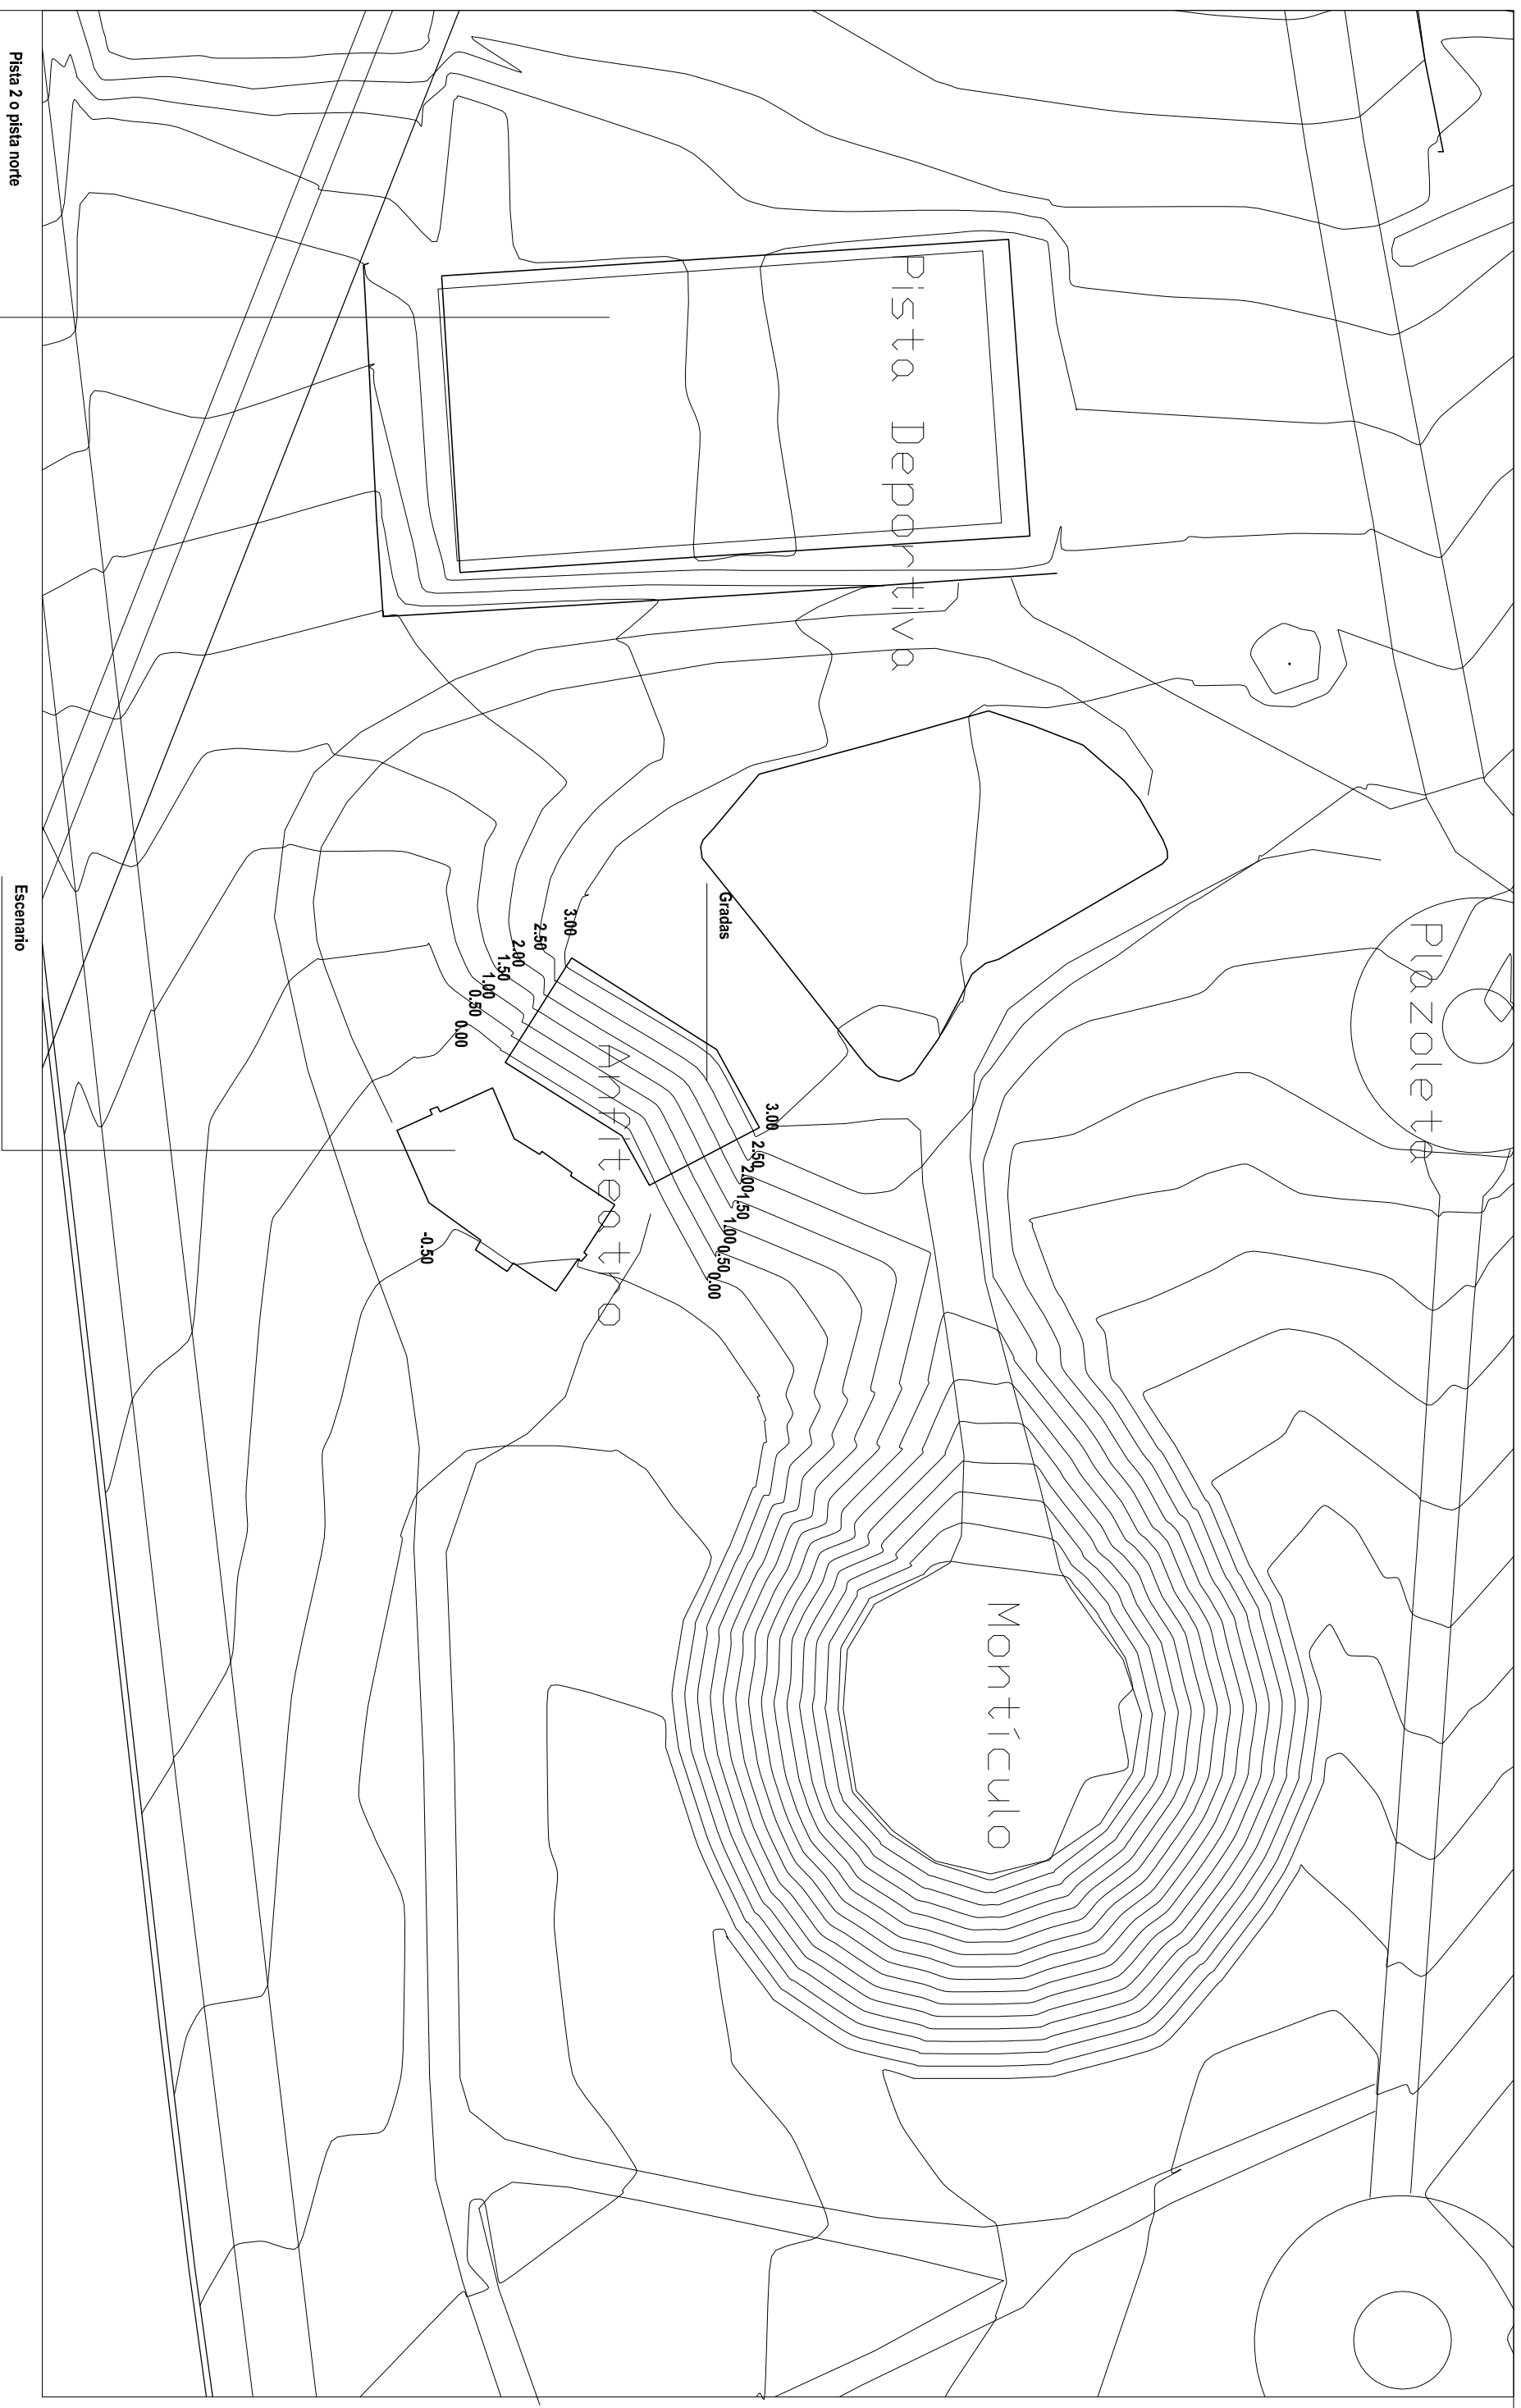 Pista 2 o pista norte
Pista Deportiva
Escenario
Gradas
Plazoleta
3.00
2.50
2.00
1.50
1.00
0.50
0.00
Anfiteatro
3.00
2.50
2.00
1.50
1.00
0.50
0.00
-0.50
Montículo